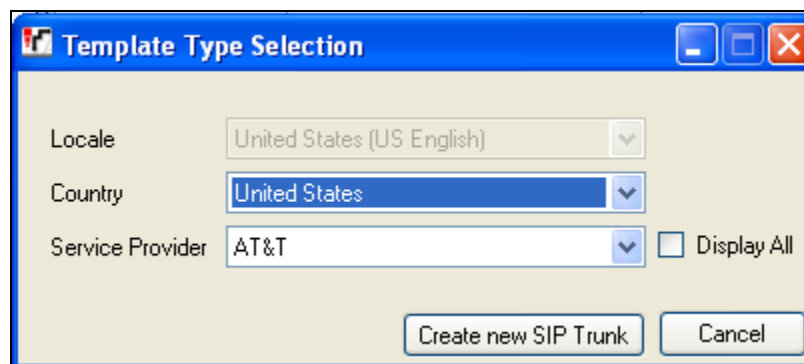 Template Type Selection
Locale United States (US English)
Country United States
Service Provider AT&T Display All
Create new SIP Trunk Cancel